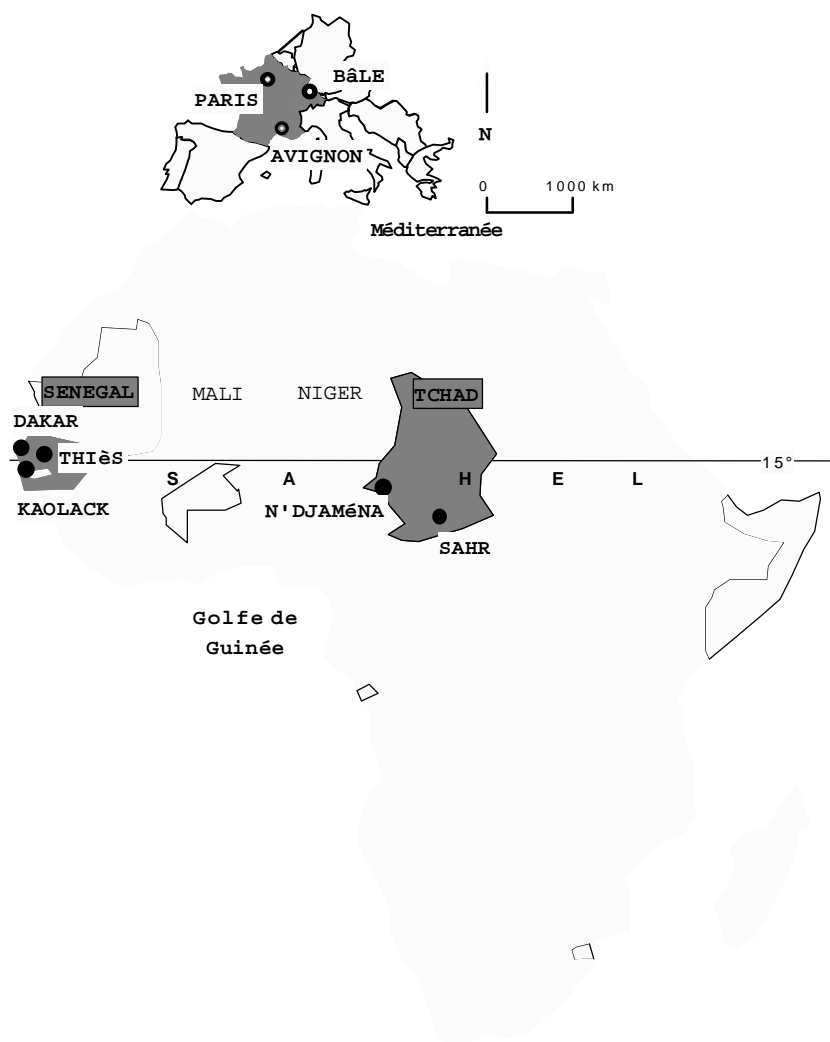 BâLE
PARIS
N
AVIGNON
0 1000 km
Méditerranée
SENEGAL MALI NIGER TCHAD
DAKAR
THIèS 15°
S A H E L
KAOLACK N'DJAMéNA
SAHR
Golfe de
Guinée